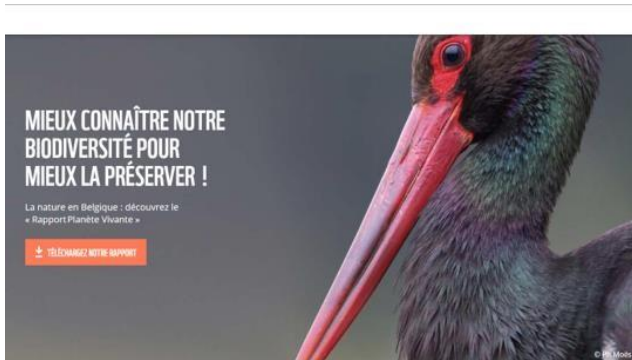 MIEUX CONNAÎTRE NOTRE
BIODIVERSITÉ POUR
MIEUX LA PRÉSERVER !
La nature en Belgique : découvrez le
« Rapport Planète Vivante »
TÉLÉCHARGEZ NOTRE RAPPORT